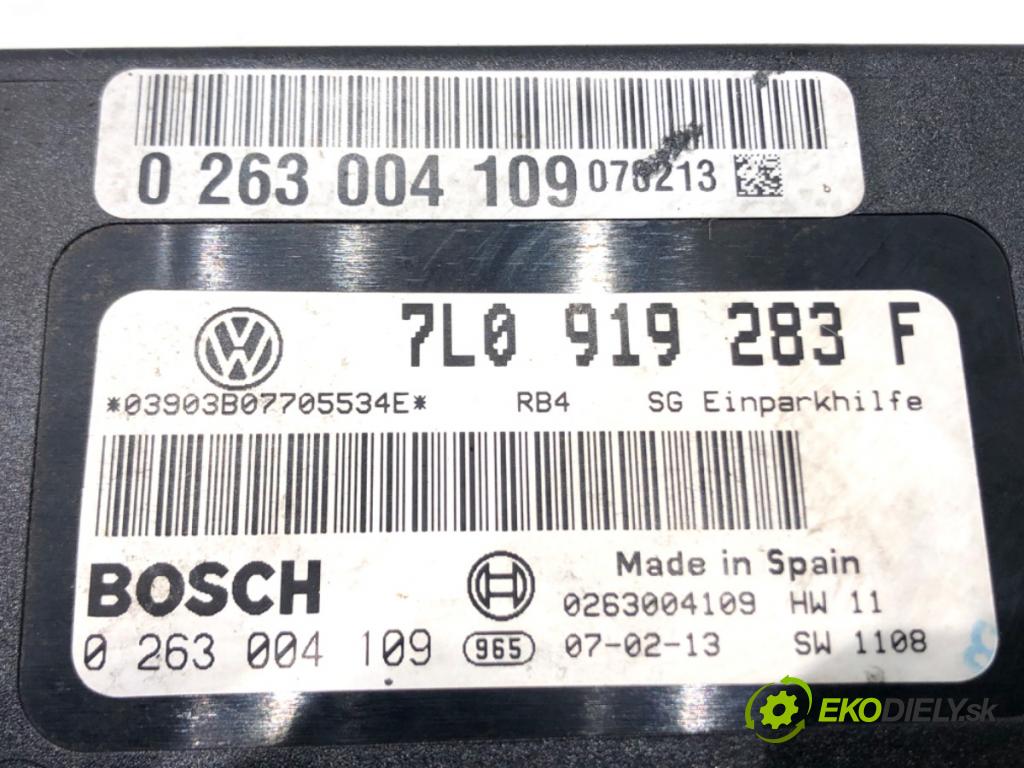 0 263 004 109 070213
7L0 919 283 F
*03903B07705534E* RB4 SG Einparkhilfe
Made in Spain
BOSCH 0263004109 HW 11
0 263 004 109 965 07-02-13 SW 1108
EKODIELY.sk